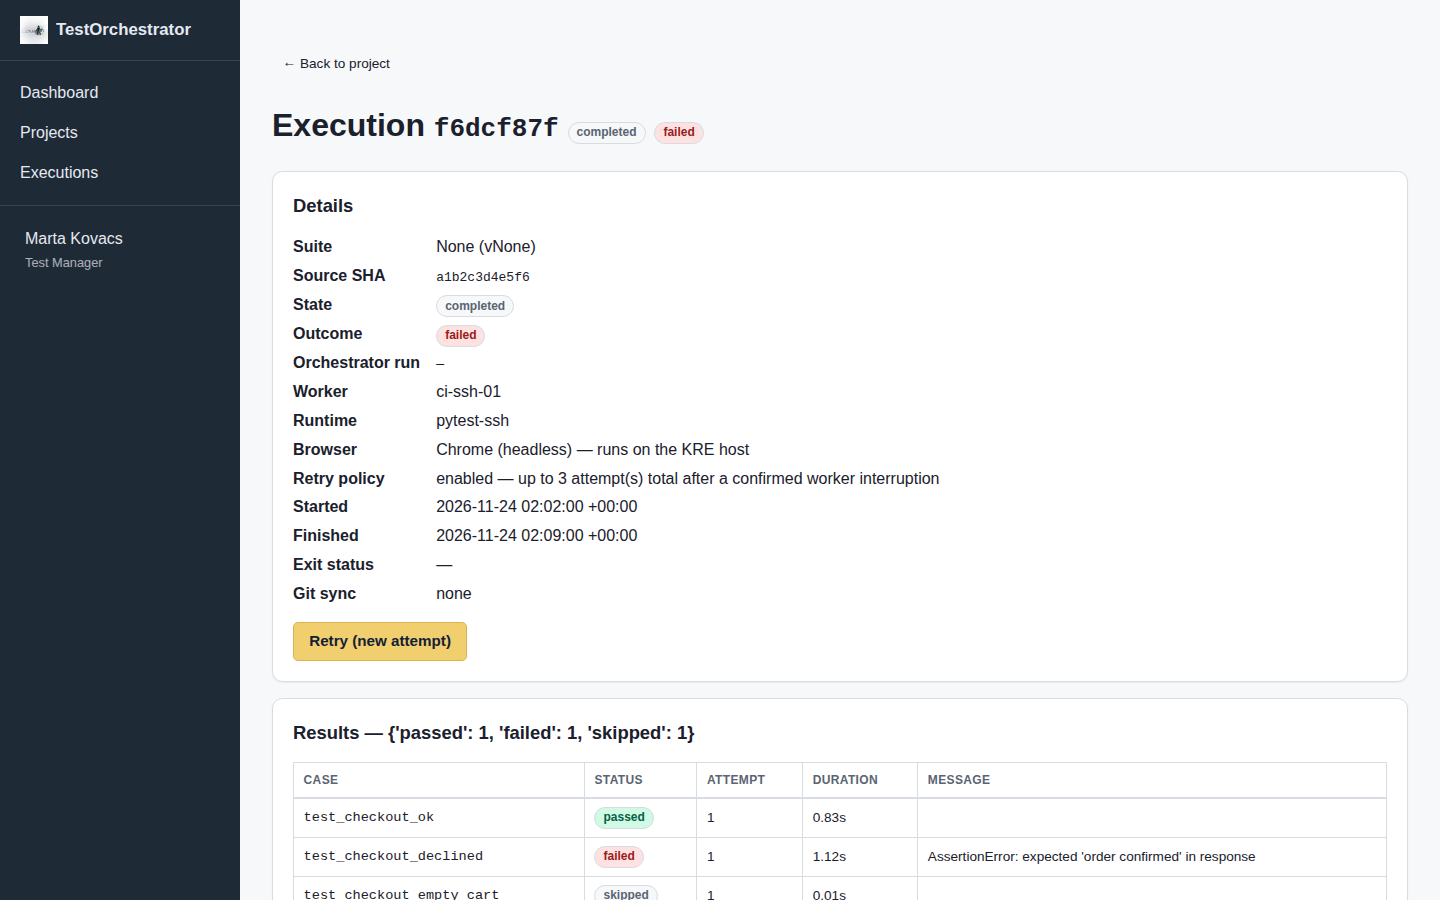 TestOrchestrator
Dashboard
Projects
Executions
Marta Kovacs
Test Manager
← Back to project
Execution f6dcf87f completed failed
Details
Suite None (vNone)
Source SHA a1b2c3d4e5f6
State completed
Outcome failed
Orchestrator run –
Worker ci-ssh-01
Runtime pytest-ssh
Browser Chrome (headless) — runs on the KRE host
Retry policy enabled — up to 3 attempt(s) total after a confirmed worker interruption
Started 2026-11-24 02:02:00 +00:00
Finished 2026-11-24 02:09:00 +00:00
Exit status —
Git sync none
Retry (new attempt)
Results — {'passed': 1, 'failed': 1, 'skipped': 1}
CASE STATUS ATTEMPT DURATION MESSAGE
test_checkout_ok passed 1 0.83s
test_checkout_declined failed 1 1.12s AssertionError: expected 'order confirmed' in response
test_checkout_empty_cart skipped 1 0.01s